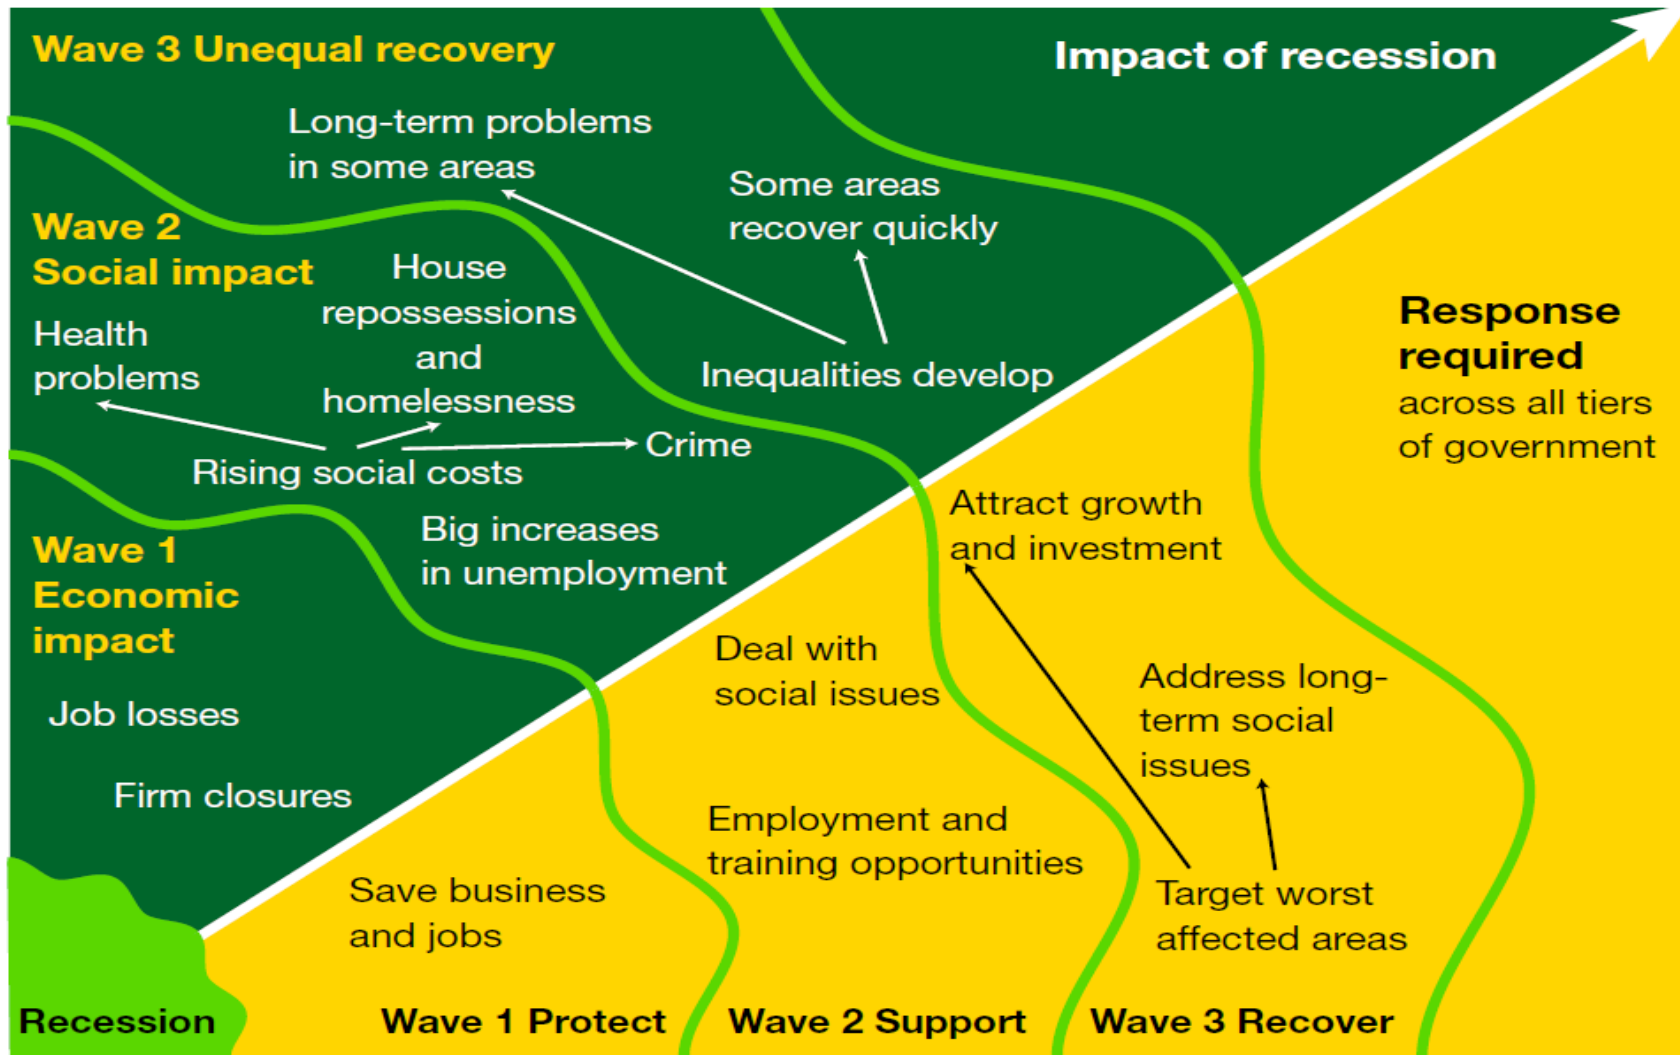 Wave 3 Unequal recovery
Impact of recession
Long-term problems
in some areas
Some areas
recover quickly
Inequalities develop
Wave 2
Social impact
Health
problems
House
repossessions
and
homelessness
Crime
Rising social costs
Big increases
in unemployment
Wave 1
Economic
impact
Job losses
Firm closures
Recession
Response
required
across all tiers
of government
Attract growth
and investment
Deal with
social issues
Address long-
term social
issues
Employment and
training opportunities
Target worst
affected areas
Save business
and jobs
Wave 1 Protect
Wave 2 Support
Wave 3 Recover